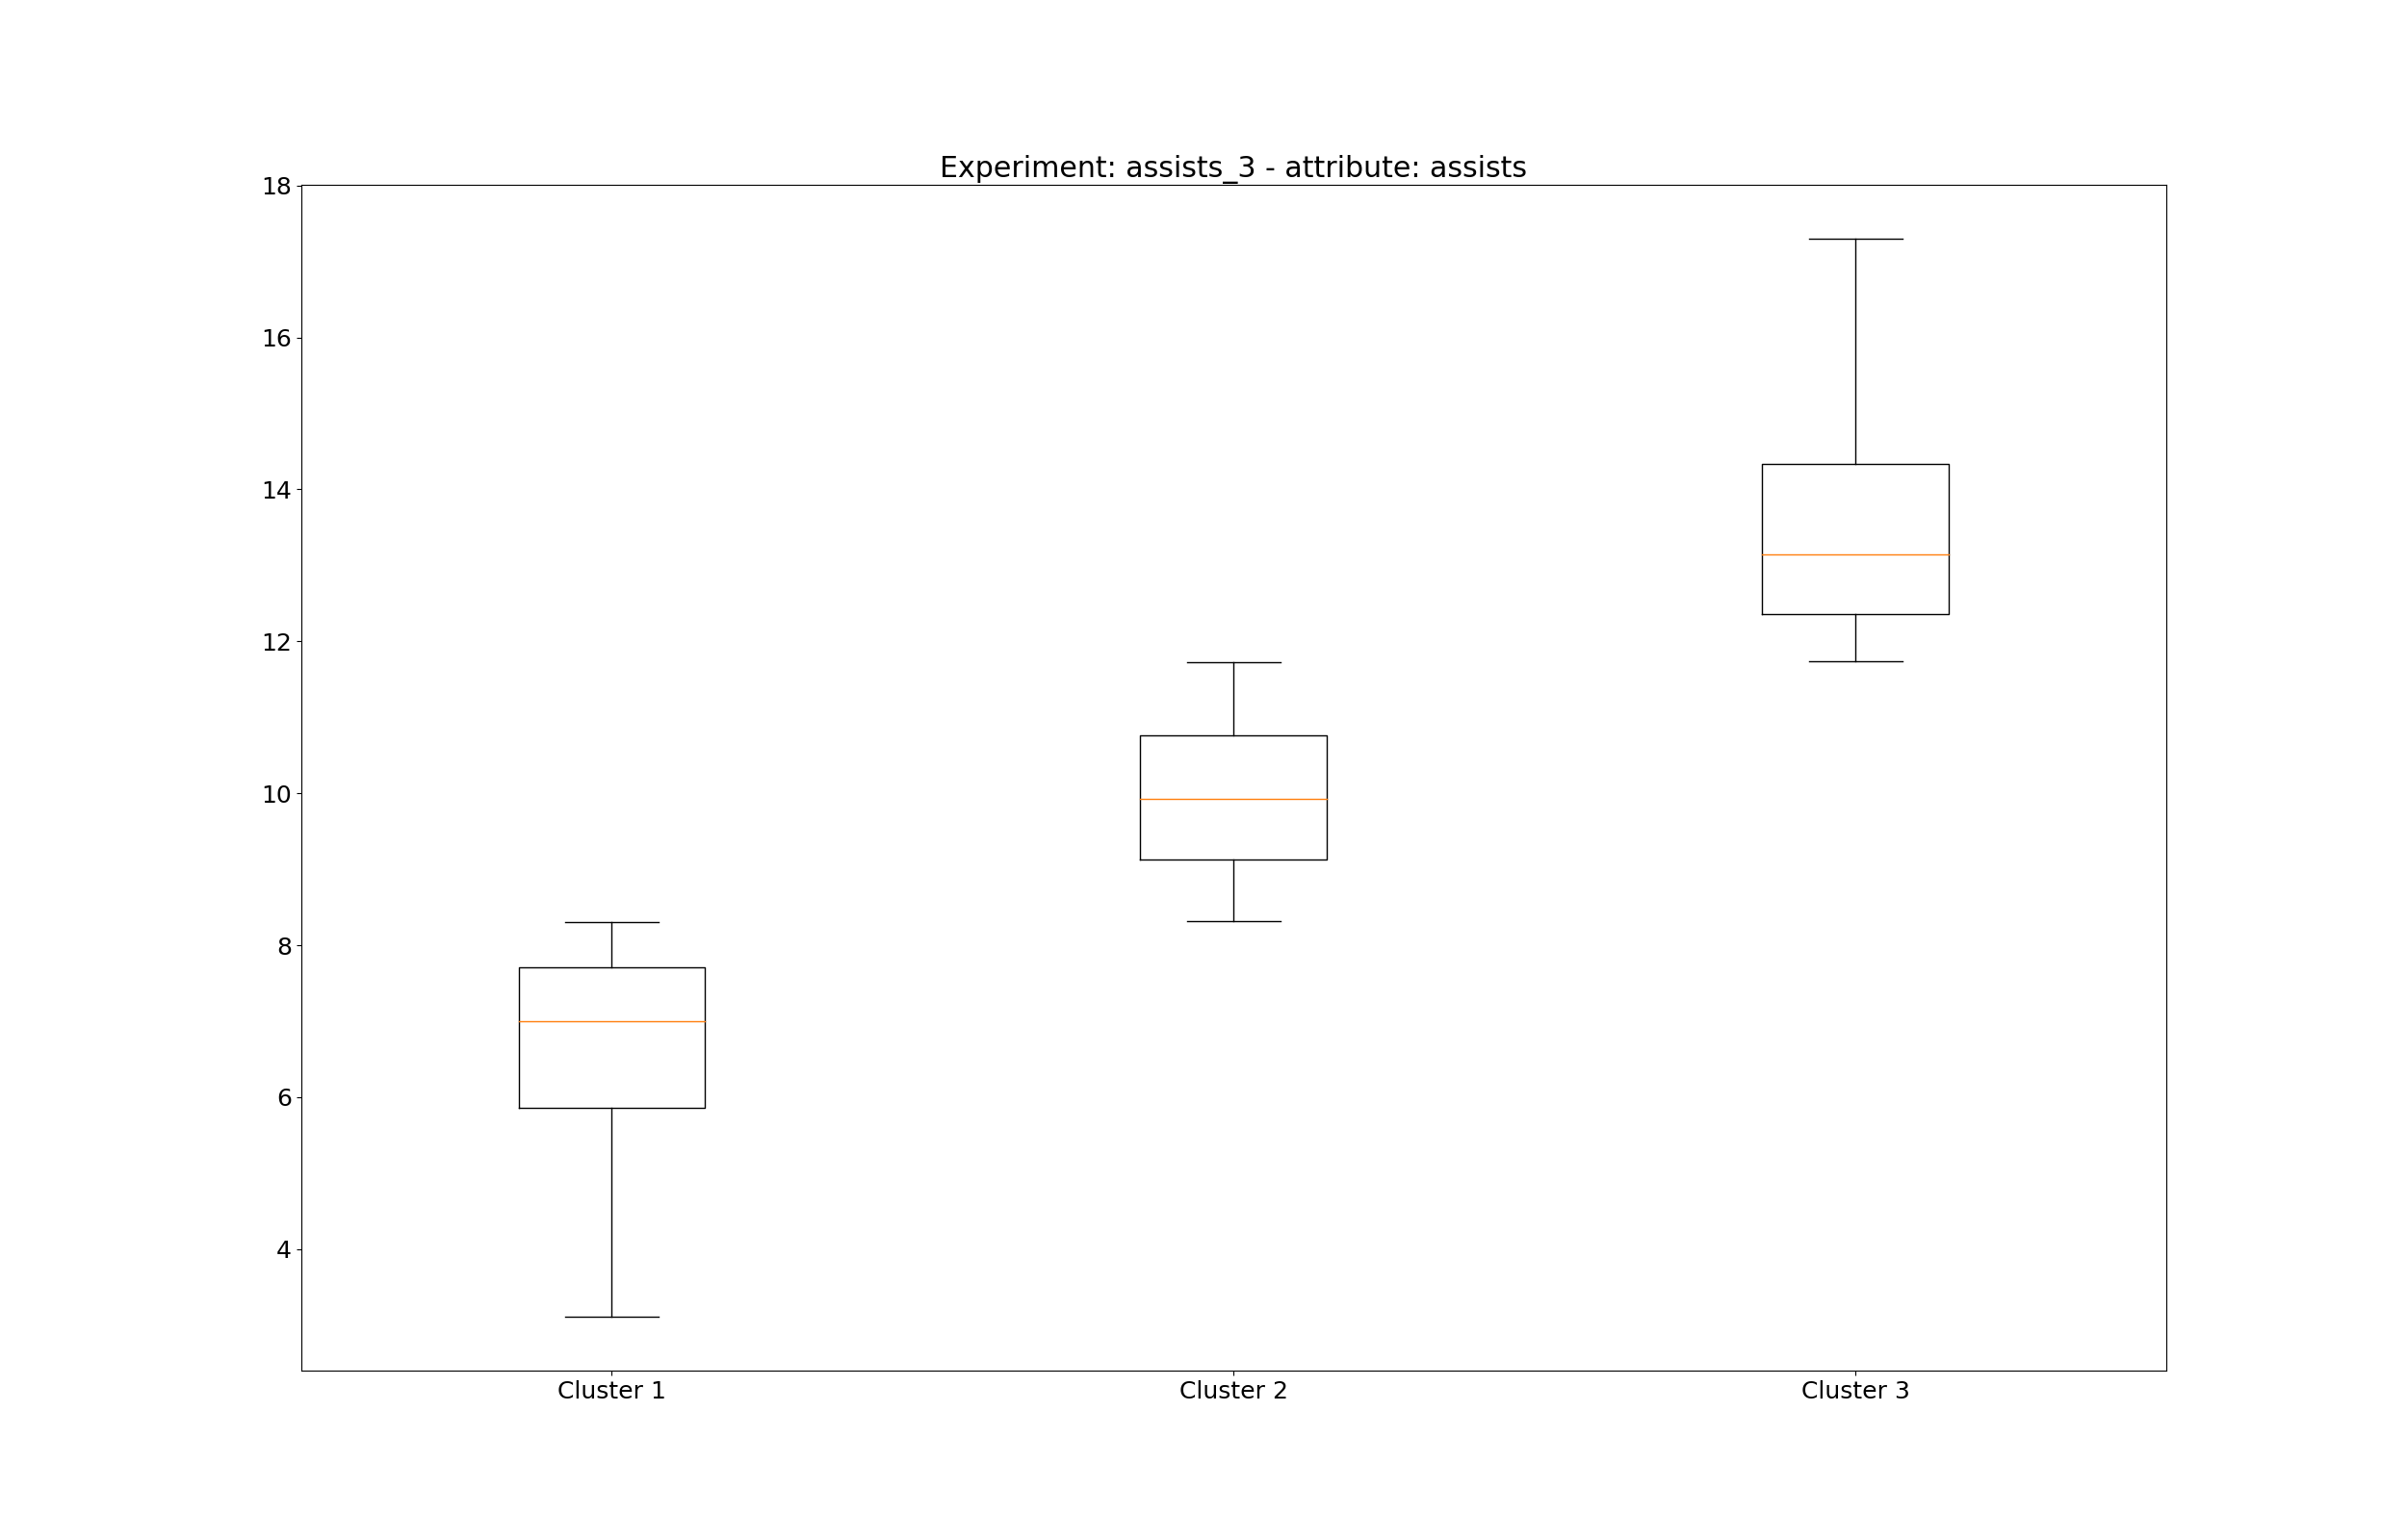 Experiment: assists_3 - attribute: assists
18
16
14
12
10
8
6
4
Cluster 1
Cluster 2
Cluster 3